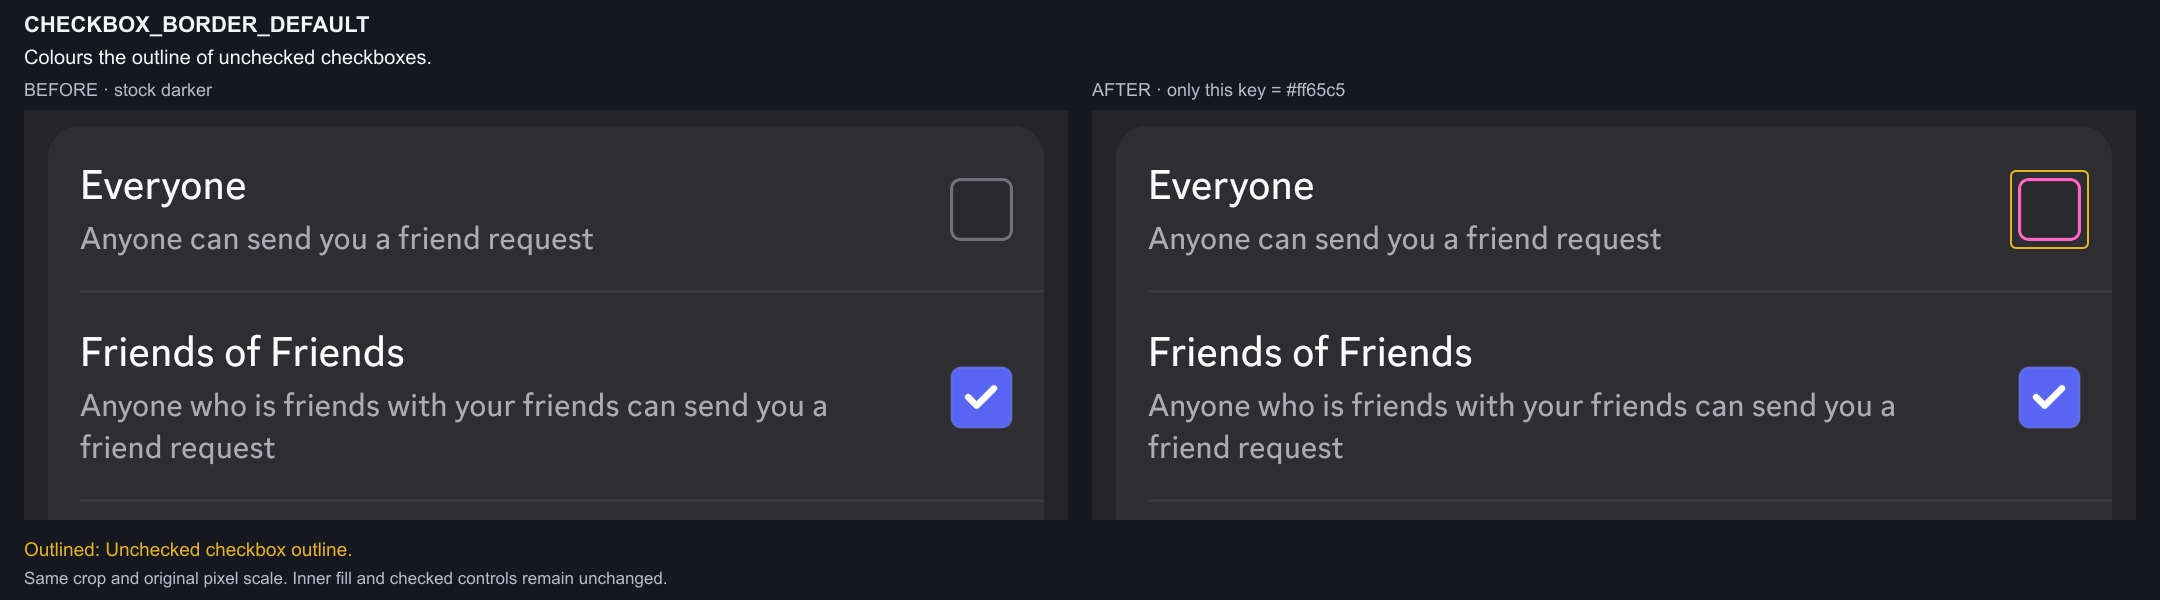 CHECKBOX_BORDER_DEFAULT
Colours the outline of unchecked checkboxes.
BEFORE · stock darker
Everyone
Anyone can send you a friend request
Friends of Friends
Anyone who is friends with your friends can send you a
friend request
AFTER · only this key = #ff65c5
Everyone
Anyone can send you a friend request
Friends of Friends
Anyone who is friends with your friends can send you a
friend request
Outlined: Unchecked checkbox outline.
Same crop and original pixel scale. Inner fill and checked controls remain unchanged.